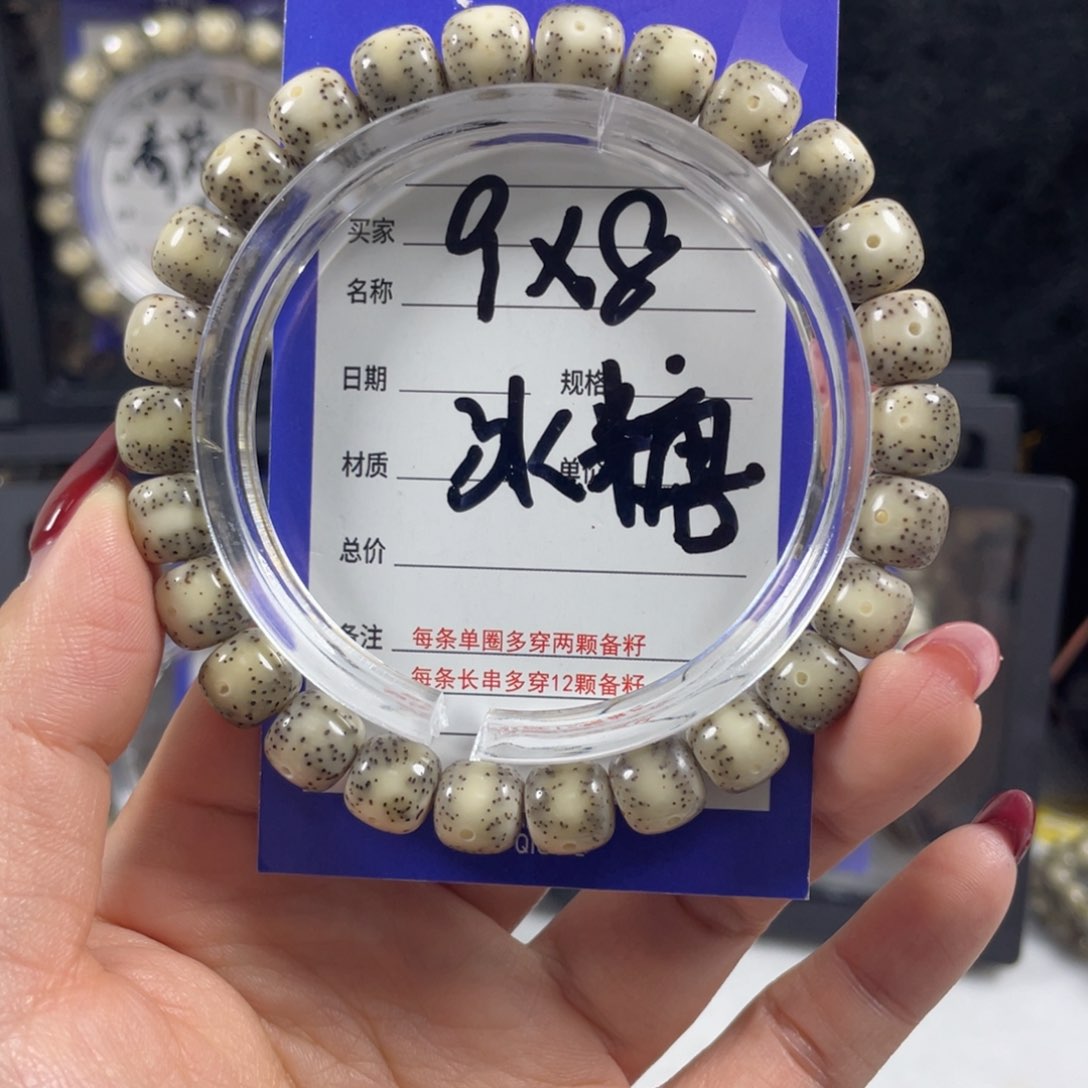 9x8
买家
名称
日期 规格
冰糖
材质 单价
总价
备注 每条单圈多穿两颗备籽
每条长串多穿12颗备籽